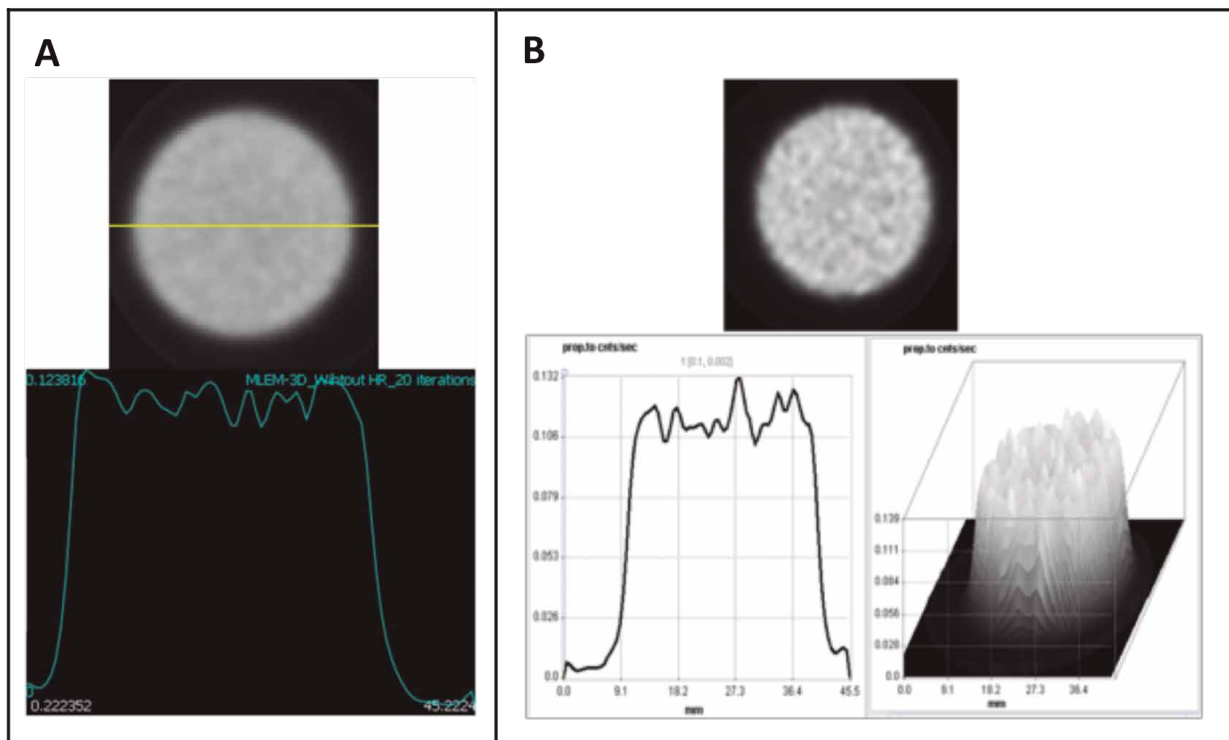 A
0.123816 MLEM-3D_Wihtout HR_20 iterations
0
0.222352 45.2224
B
prop.to cnts/sec
1 [0.1, 0.002]
0.132
0.106
0.079
0.053
0.026
0.0
0.0 9.1 18.2 27.3 36.4 45.5
mm
prop.to cnts/sec
0.139
0.111
0.084
0.056
0.028
0.0
0.0 9.1 18.2 27.3 36.4
mm